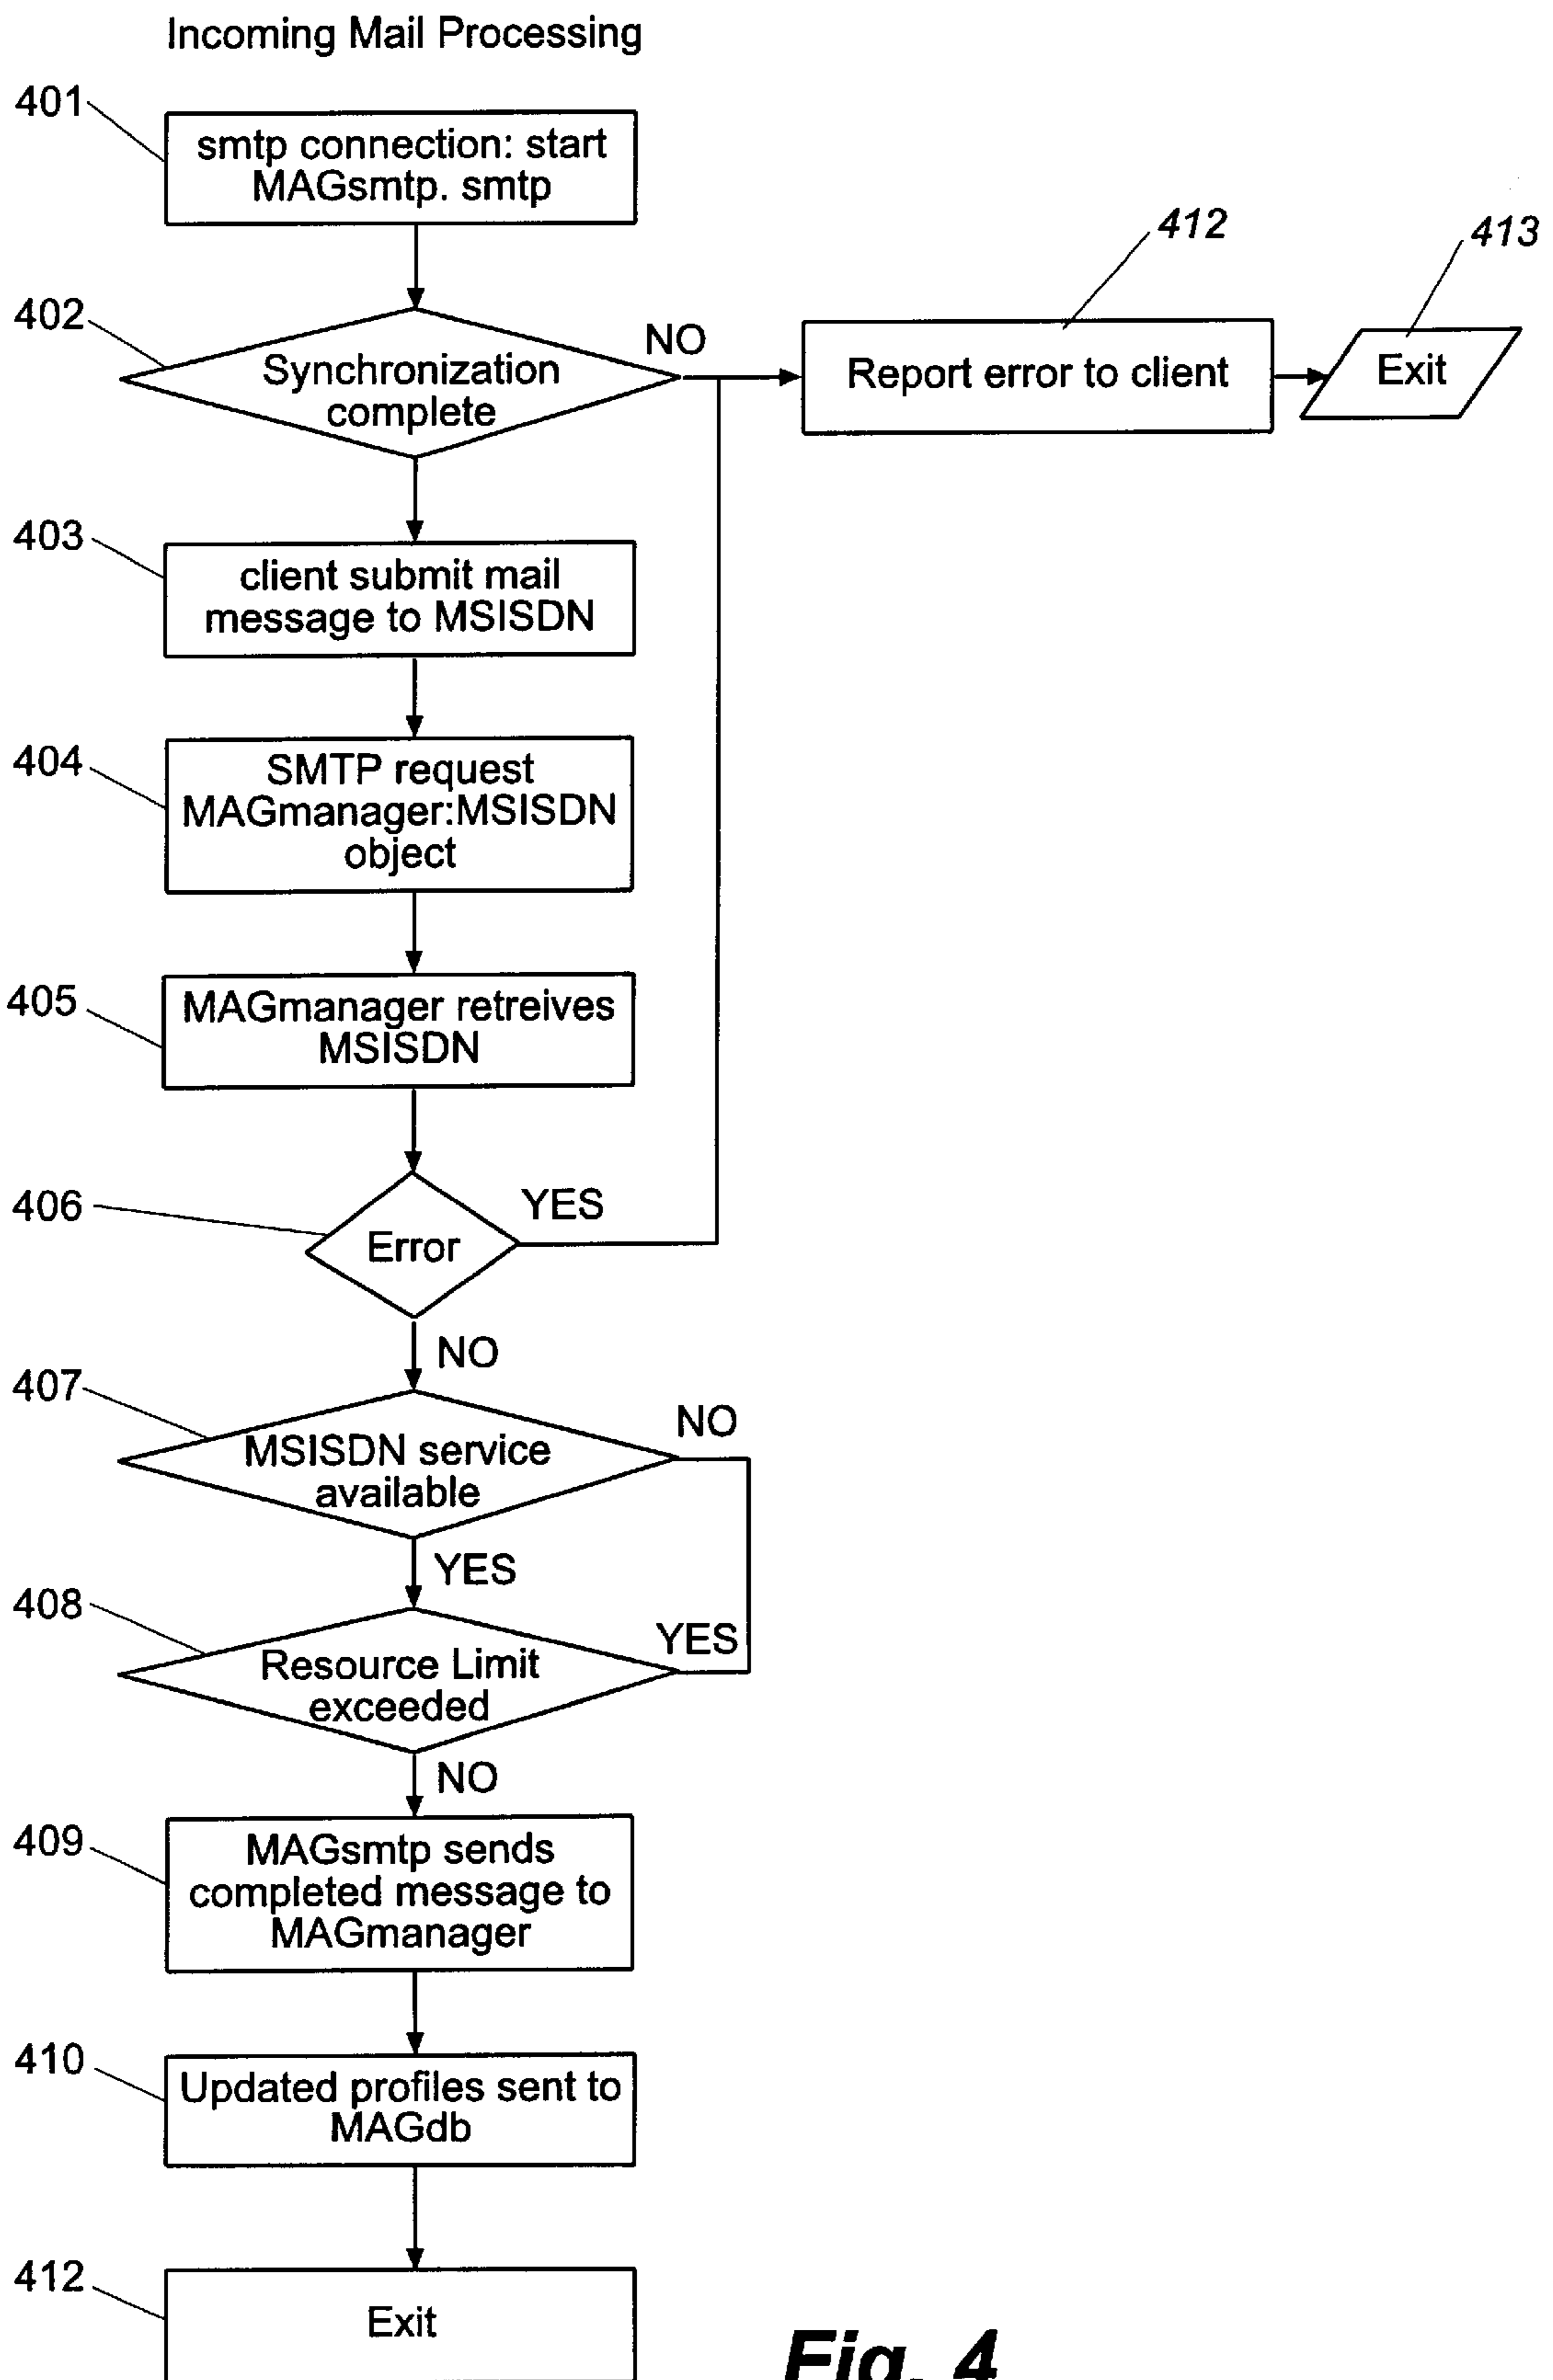 Incoming Mail Processing
401
smtp connection: start
MAGsmtp. smtp
412
413
402
NO
Synchronization
complete
Report error to client
Exit
403
client submit mail
message to MSISDN
404
SMTP request
MAGmanager:MSISDN
object
405
MAGmanager retreives
MSISDN
406
YES
Error
NO
407
NO
MSISDN service
available
YES
408
YES
Resource Limit
exceeded
NO
409
MAGsmtp sends
completed message to
MAGmanager
410
Updated profiles sent to
MAGdb
412
Exit
Fig. 4